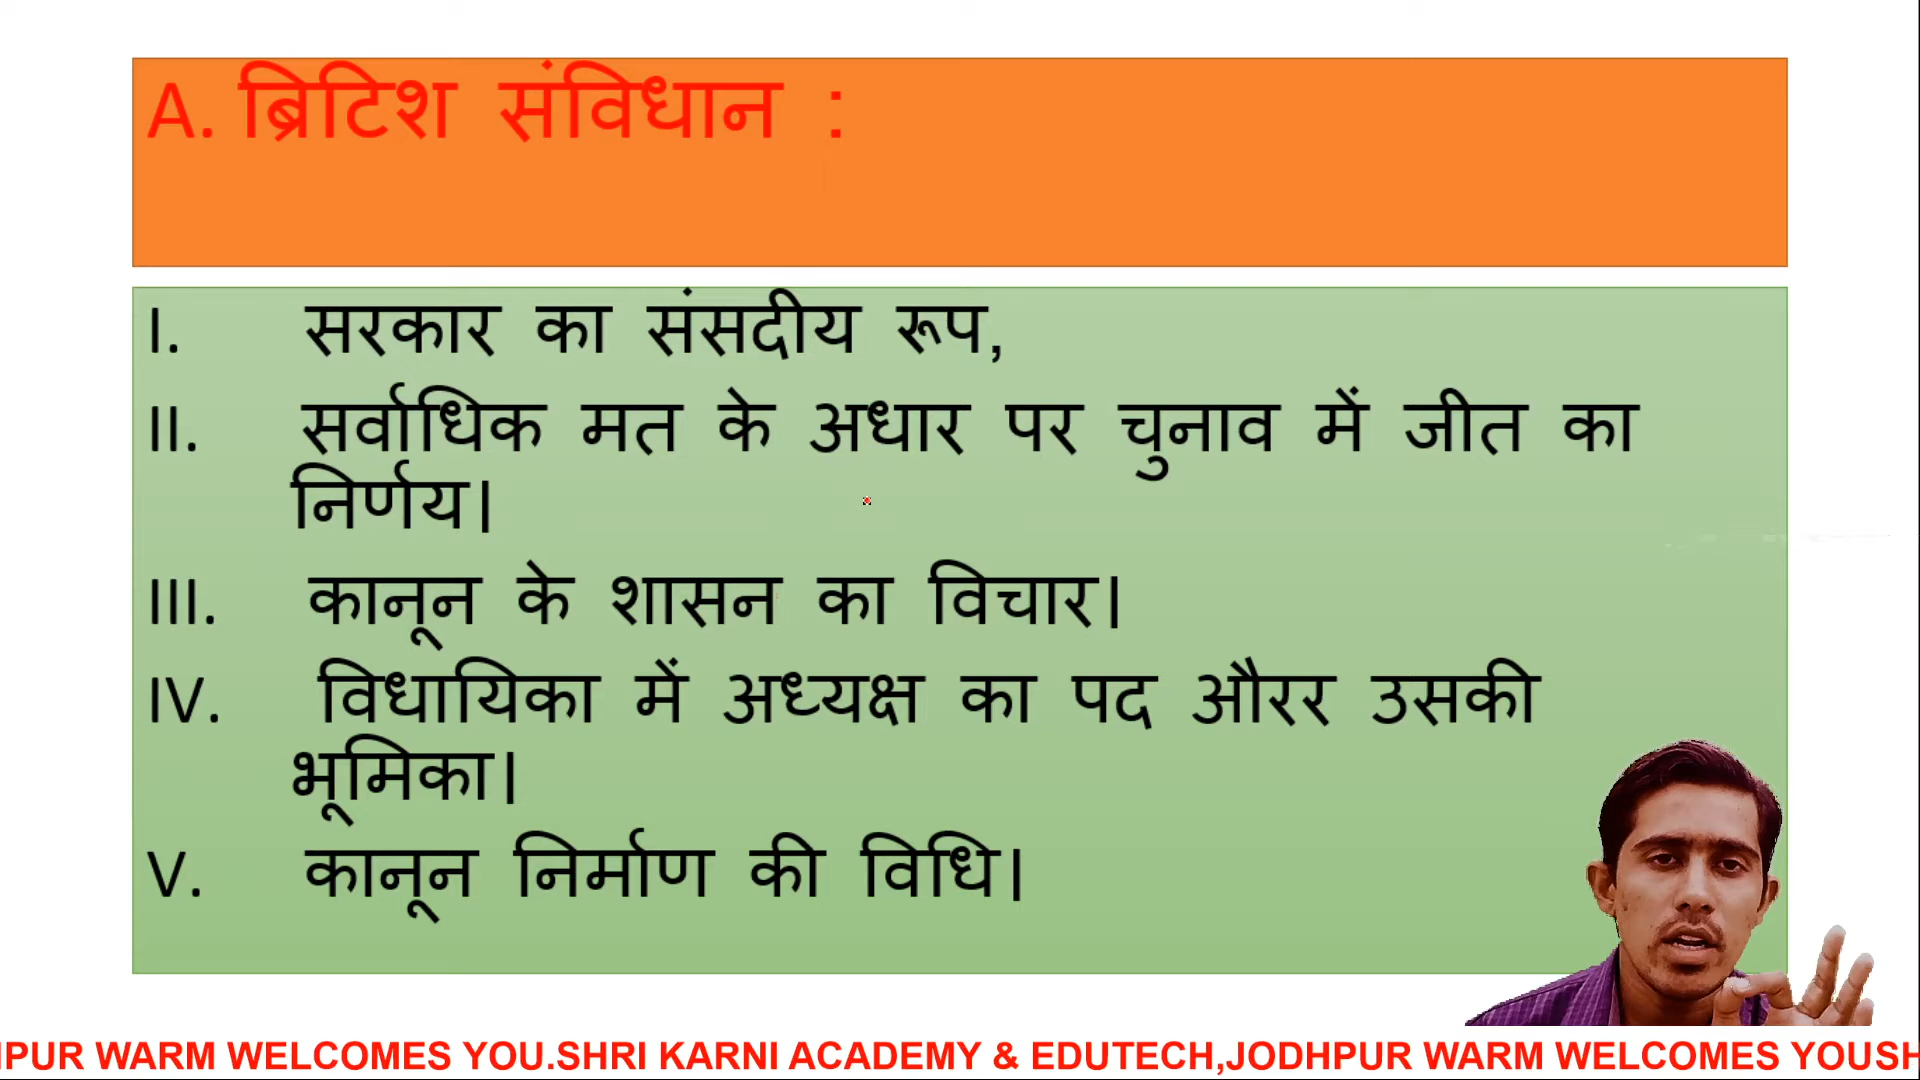 A. ब्रिटिश संविधान :
I. सरकार का संसदीय रूप,
II. सर्वाधिक मत के अधार पर चुनाव में जीत का
निर्णय।
III. कानून के शासन का विचार।
IV. विधायिका में अध्यक्ष का पद औरर उसकी
भूमिका।
V. कानून निर्माण की विधि।
HPUR WARM WELCOMES YOU.SHRI KARNI ACADEMY & EDUTECH,JODHPUR WARM WELCOMES YOUSH